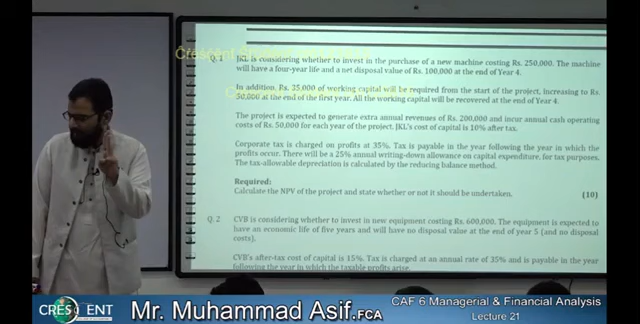 Q. 1 JKL is considering whether to invest in the purchase of a new machine costing Rs. 250,000. The machine
will have a four-year life and a net disposal value of Rs. 100,000 at the end of Year 4.
In addition, Rs. 35,000 of working capital will be required from the start of the project, increasing to Rs.
50,000 at the end of the first year. All the working capital will be recovered at the end of Year 4.
The project is expected to generate extra annual revenues of Rs. 200,000 and incur annual cash operating
costs of Rs. 50,000 for each year of the project. JKL's cost of capital is 10% after tax.
Corporate tax is charged on profits at 35%. Tax is payable in the year following the year in which the
profits occur. There will be a 25% annual writing-down allowance on capital expenditure, for tax purposes.
The tax-allowable depreciation is calculated by the reducing balance method.
Required:
Calculate the NPV of the project and state whether or not it should be undertaken. (10)
Q. 2 CVB is considering whether to invest in new equipment costing Rs. 600,000. The equipment is expected to
have an economic life of five years and will have no disposal value at the end of year 5 (and no disposal
costs).
CVB's after-tax cost of capital is 15%. Tax is charged at an annual rate of 35% and is payable in the year
following the year in which the taxable profits arise.
CRESCENT
Mr. Muhammad Asif.FCA
CAF 6 Managerial & Financial Analysis
Lecture 21